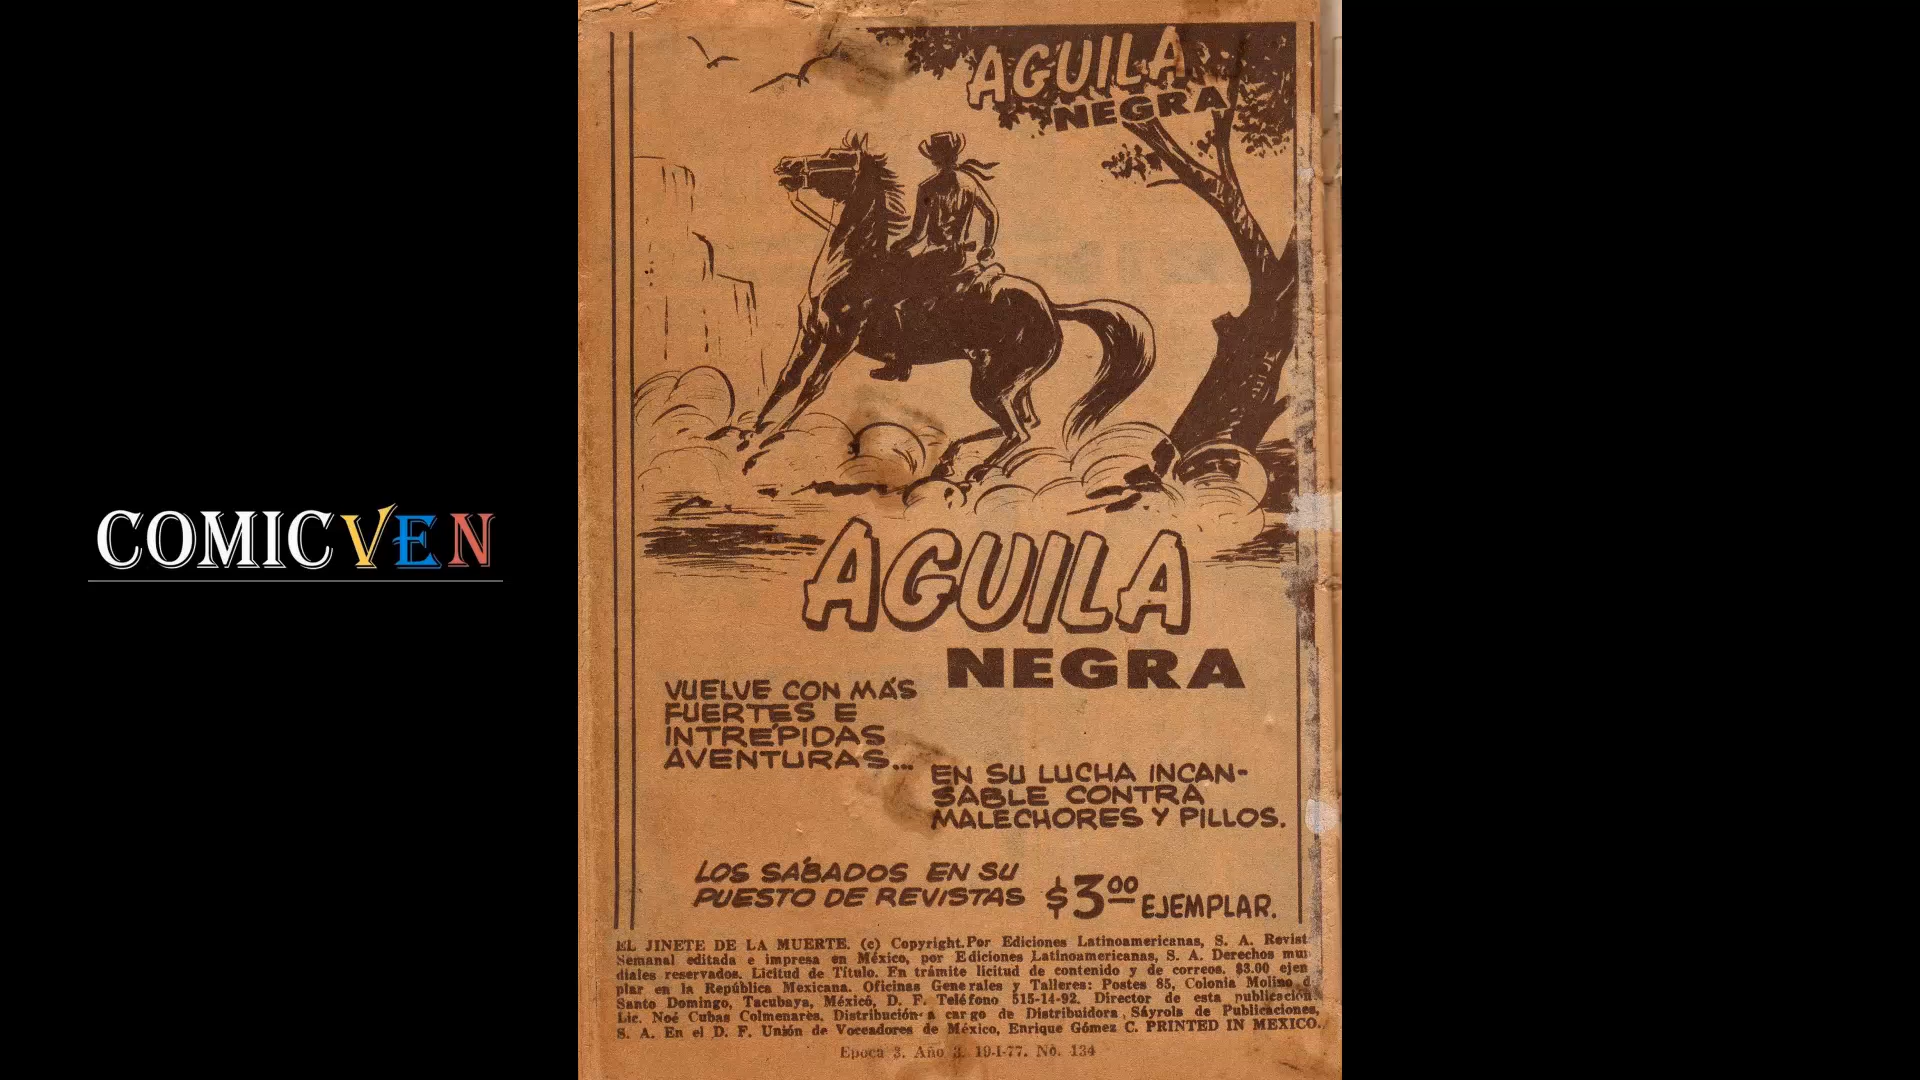 AGUILA
NEGRA
COMICVEN
AGUILA
NEGRA
VUELVE CON MÁS
FUERTES E
INTRÉPIDAS
AVENTURAS...
EN SU LUCHA INCAN-
SABLE CONTRA
MALECHORES Y PILLOS.
LOS SÁBADOS EN SU
PUESTO DE REVISTAS
$3.00 EJEMPLAR.
EL JINETE DE LA MUERTE. (c) Copyright.Por Ediciones Latinoamericanas, S. A. Revist
Semanal editada e impresa en México, por Ediciones Latinoamericanas, S. A. Derechos mun
diales reservados. Licitud de Título. En trámite licitud de contenido y de correos. $3.00 ejem
plar en la República Mexicana. Oficinas Generales y Talleres: Postes 85, Colonia Molino d
Santo Domingo, Tacubaya, México, D. F. Teléfono 515-14-92. Director de esta publicación
Lic. Noé Cubas Colmenares. Distribución a cargo de Distribuidora Sáyrols de Publicaciones,
S. A. En el D. F. Unión de Voceadores de México, Enrique Gómez C. PRINTED IN MEXICO.
Epoca 3. Año 3. 19-I-77. No. 134